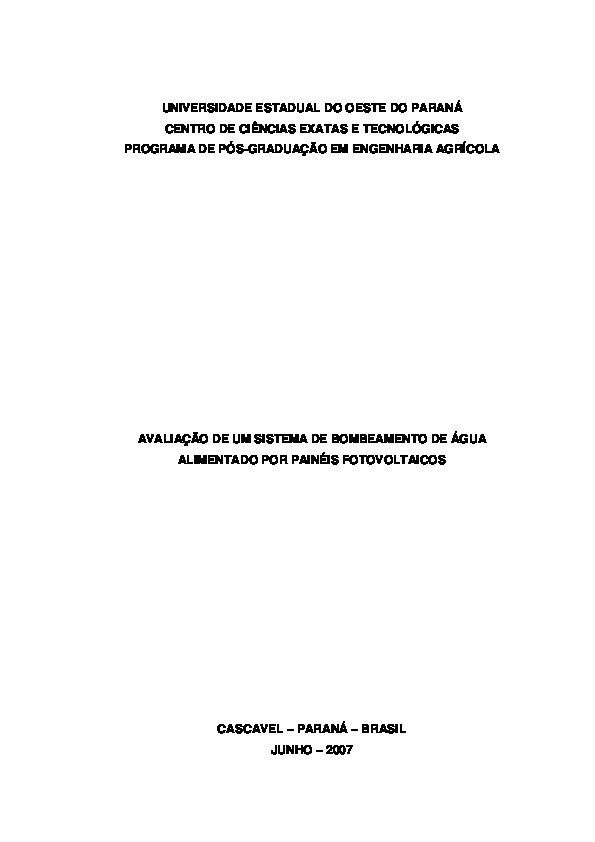 UNIVERSIDADE ESTADUAL DO OESTE DO PARANÁ
CENTRO DE CIÊNCIAS EXATAS E TECNOLÓGICAS
PROGRAMA DE PÓS-GRADUAÇÃO EM ENGENHARIA AGRÍCOLA
AVALIAÇÃO DE UM SISTEMA DE BOMBEAMENTO DE ÁGUA
ALIMENTADO POR PAINÉIS FOTOVOLTAICOS
CASCAVEL – PARANÁ – BRASIL
JUNHO – 2007